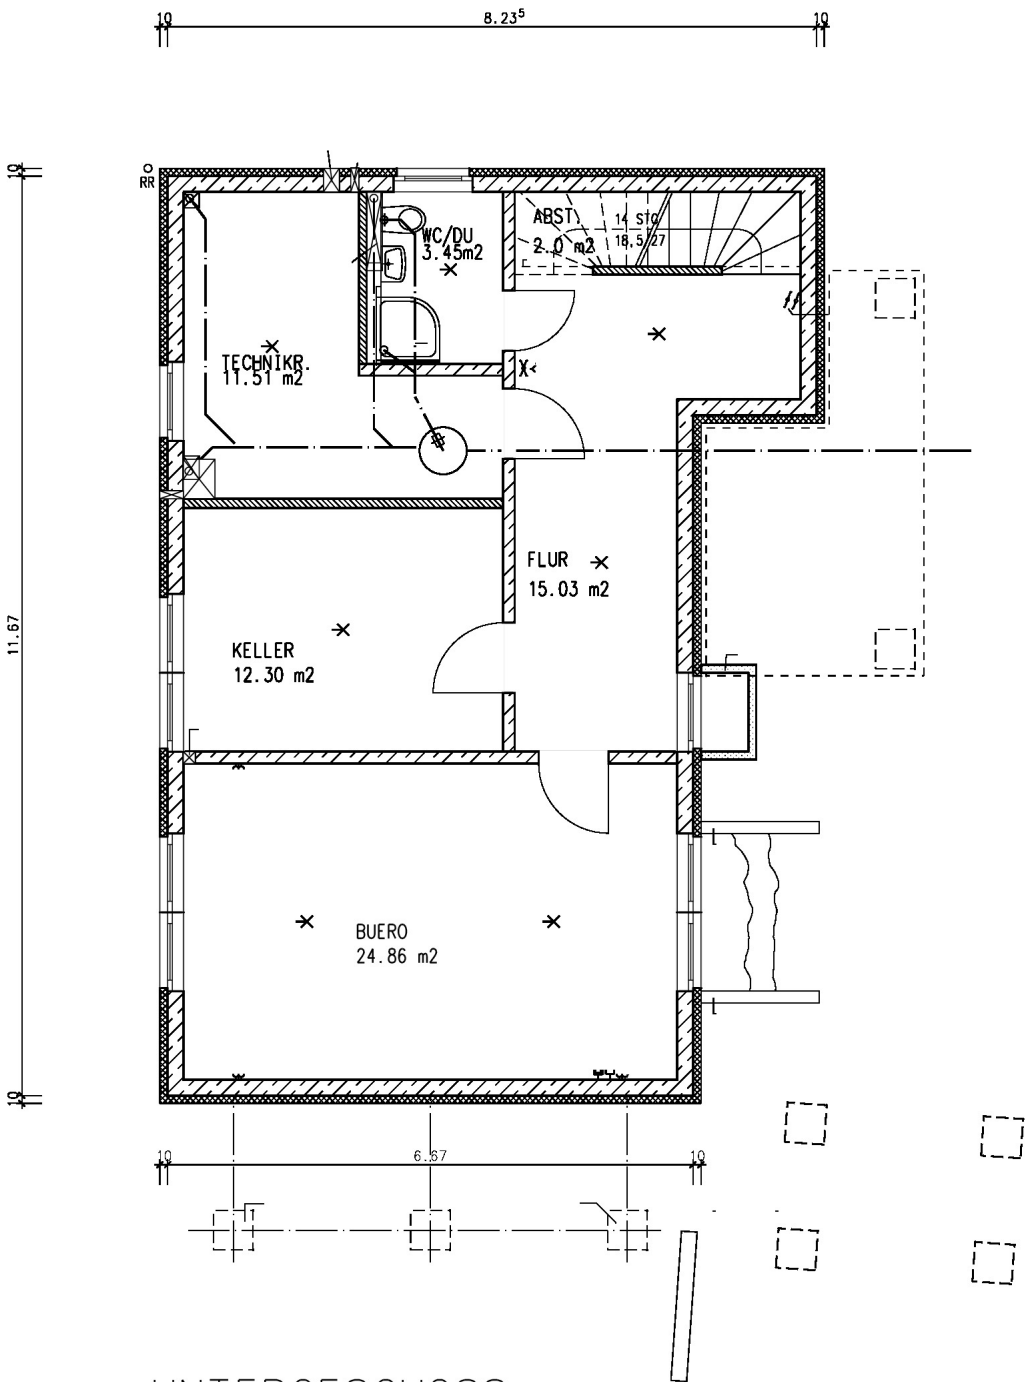 10 8.23⁵ 10
10
RR
ABST.
2.0 m2
14 STG
18,5/27
WC/DU
3.45m2
TECHNIKR.
11.51 m2
FLUR
15.03 m2
11.67
KELLER
12.30 m2
BUERO
24.86 m2
10
10 6.67 10
UNTERGESCHOSS